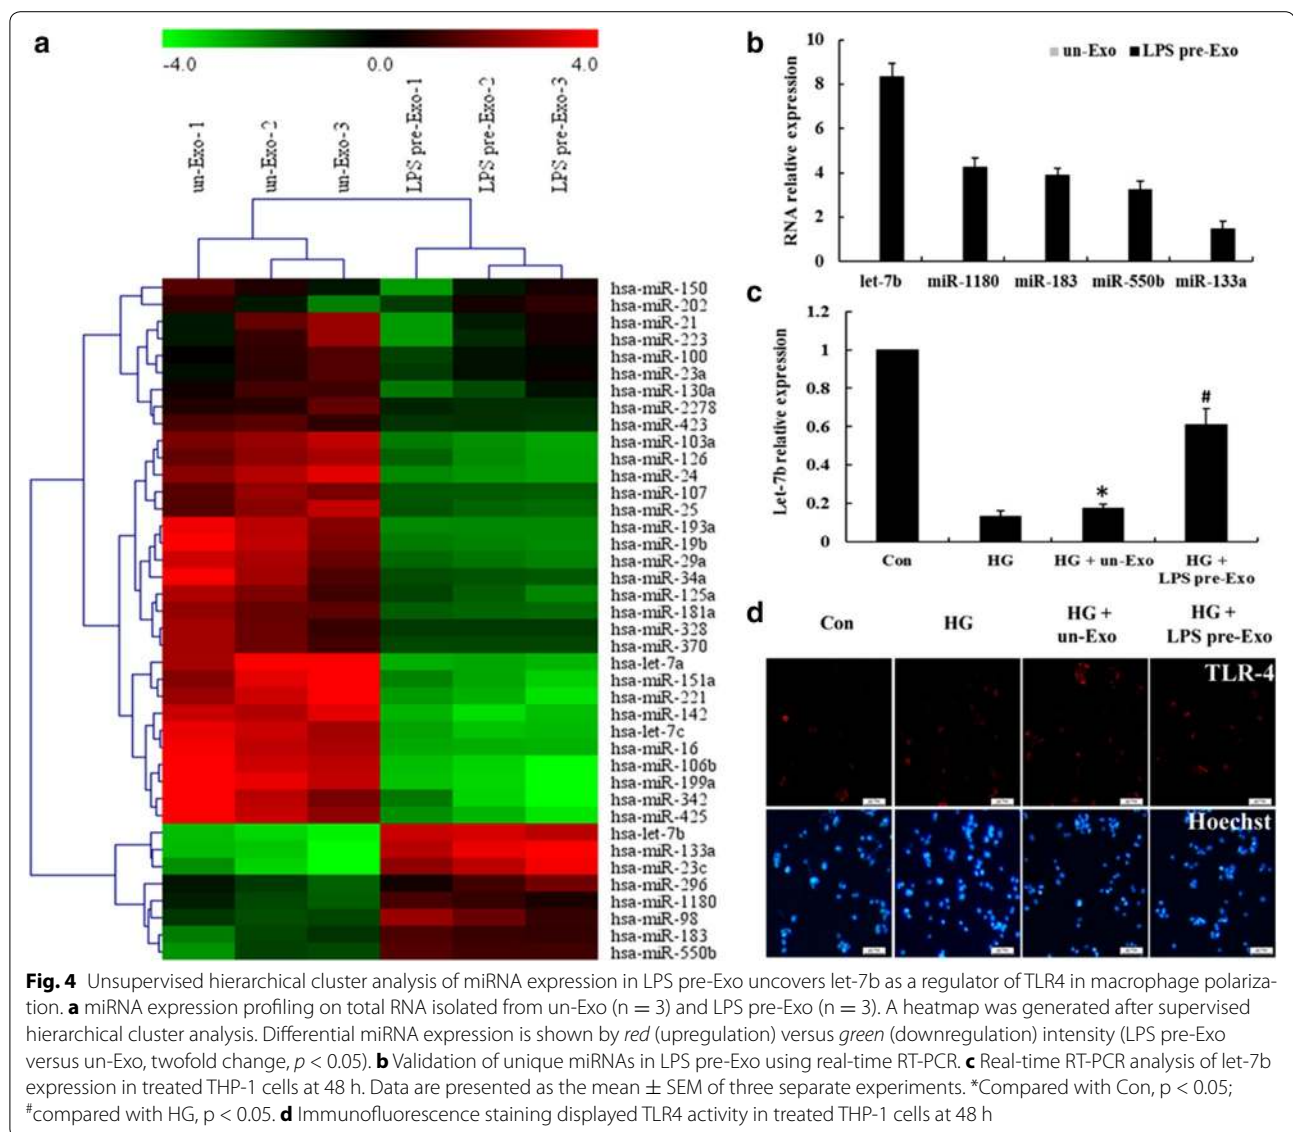 a
-4.0 0.0 4.0
un-Exo-1
un-Exo-2
un-Exo-3
LPS pre-Exo-1
LPS pre-Exo-2
LPS pre-Exo-3
hsa-miR-150
hsa-miR-202
hsa-miR-21
hsa-miR-223
hsa-miR-100
hsa-miR-23a
hsa-miR-130a
hsa-miR-2278
hsa-miR-423
hsa-miR-103a
hsa-miR-126
hsa-miR-24
hsa-miR-107
hsa-miR-25
hsa-miR-193a
hsa-miR-19b
hsa-miR-29a
hsa-miR-34a
hsa-miR-125a
hsa-miR-181a
hsa-miR-328
hsa-miR-370
hsa-let-7a
hsa-miR-151a
hsa-miR-221
hsa-miR-142
hsa-let-7c
hsa-miR-16
hsa-miR-106b
hsa-miR-199a
hsa-miR-342
hsa-miR-425
hsa-let-7b
hsa-miR-133a
hsa-miR-23c
hsa-miR-296
hsa-miR-1180
hsa-miR-98
hsa-miR-183
hsa-miR-550b
b
RNA relative expression
10
8
6
4
2
0
un-Exo LPS pre-Exo
let-7b miR-1180 miR-183 miR-550b miR-133a
c
Let-7b relative expression
1.2
1
0.8
0.6
0.4
0.2
0
*
#
Con HG HG + un-Exo HG +
LPS pre-Exo
d
Con HG HG + un-Exo HG + LPS pre-Exo
TLR-4
Hoechst
Fig. 4 Unsupervised hierarchical cluster analysis of miRNA expression in LPS pre-Exo uncovers let-7b as a regulator of TLR4 in macrophage polariza-
tion. a miRNA expression profiling on total RNA isolated from un-Exo (n = 3) and LPS pre-Exo (n = 3). A heatmap was generated after supervised
hierarchical cluster analysis. Differential miRNA expression is shown by red (upregulation) versus green (downregulation) intensity (LPS pre-Exo
versus un-Exo, twofold change, p < 0.05). b Validation of unique miRNAs in LPS pre-Exo using real-time RT-PCR. c Real-time RT-PCR analysis of let-7b
expression in treated THP-1 cells at 48 h. Data are presented as the mean ± SEM of three separate experiments. *Compared with Con, p < 0.05;
#compared with HG, p < 0.05. d Immunofluorescence staining displayed TLR4 activity in treated THP-1 cells at 48 h